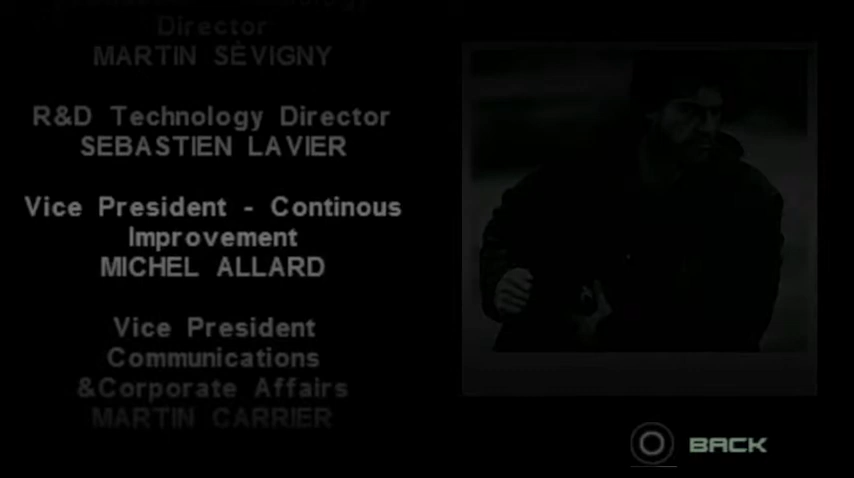 Director
MARTIN SÉVIGNY
R&D Technology Director
SEBASTIEN LAVIER
Vice President - Continous
Improvement
MICHEL ALLARD
Vice President
Communications
&Corporate Affairs
MARTIN CARRIER
BACK